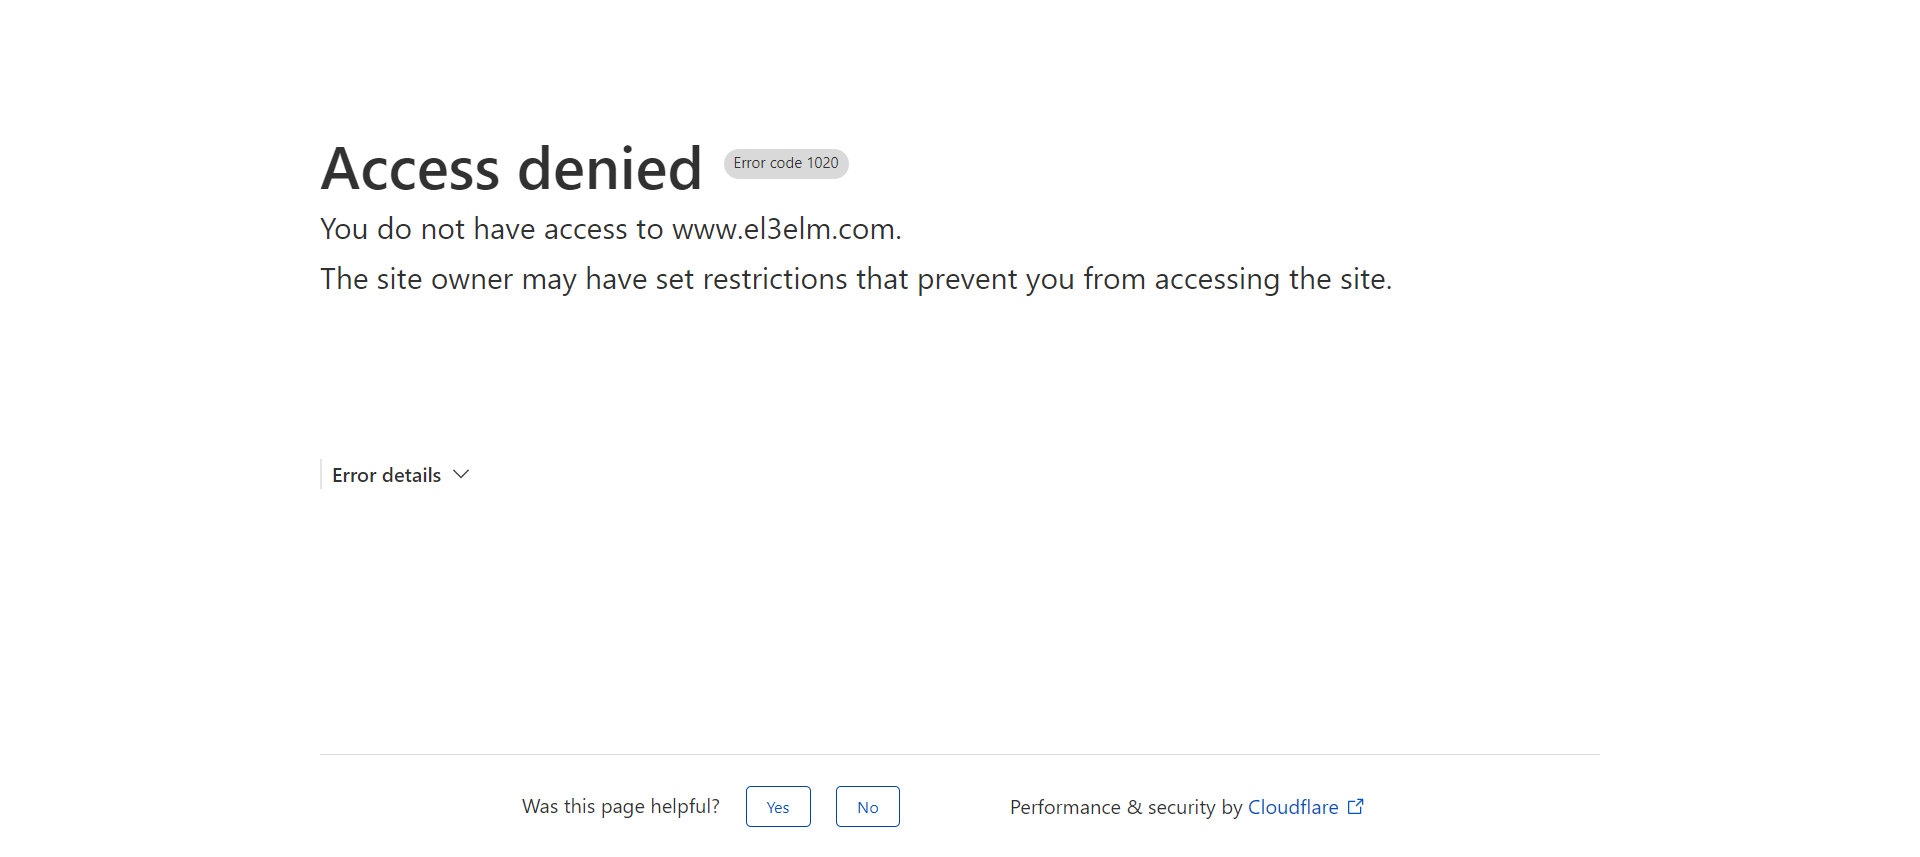 Access denied Error code 1020
You do not have access to www.el3elm.com.
The site owner may have set restrictions that prevent you from accessing the site.
Error details
Was this page helpful? Yes No Performance & security by Cloudflare